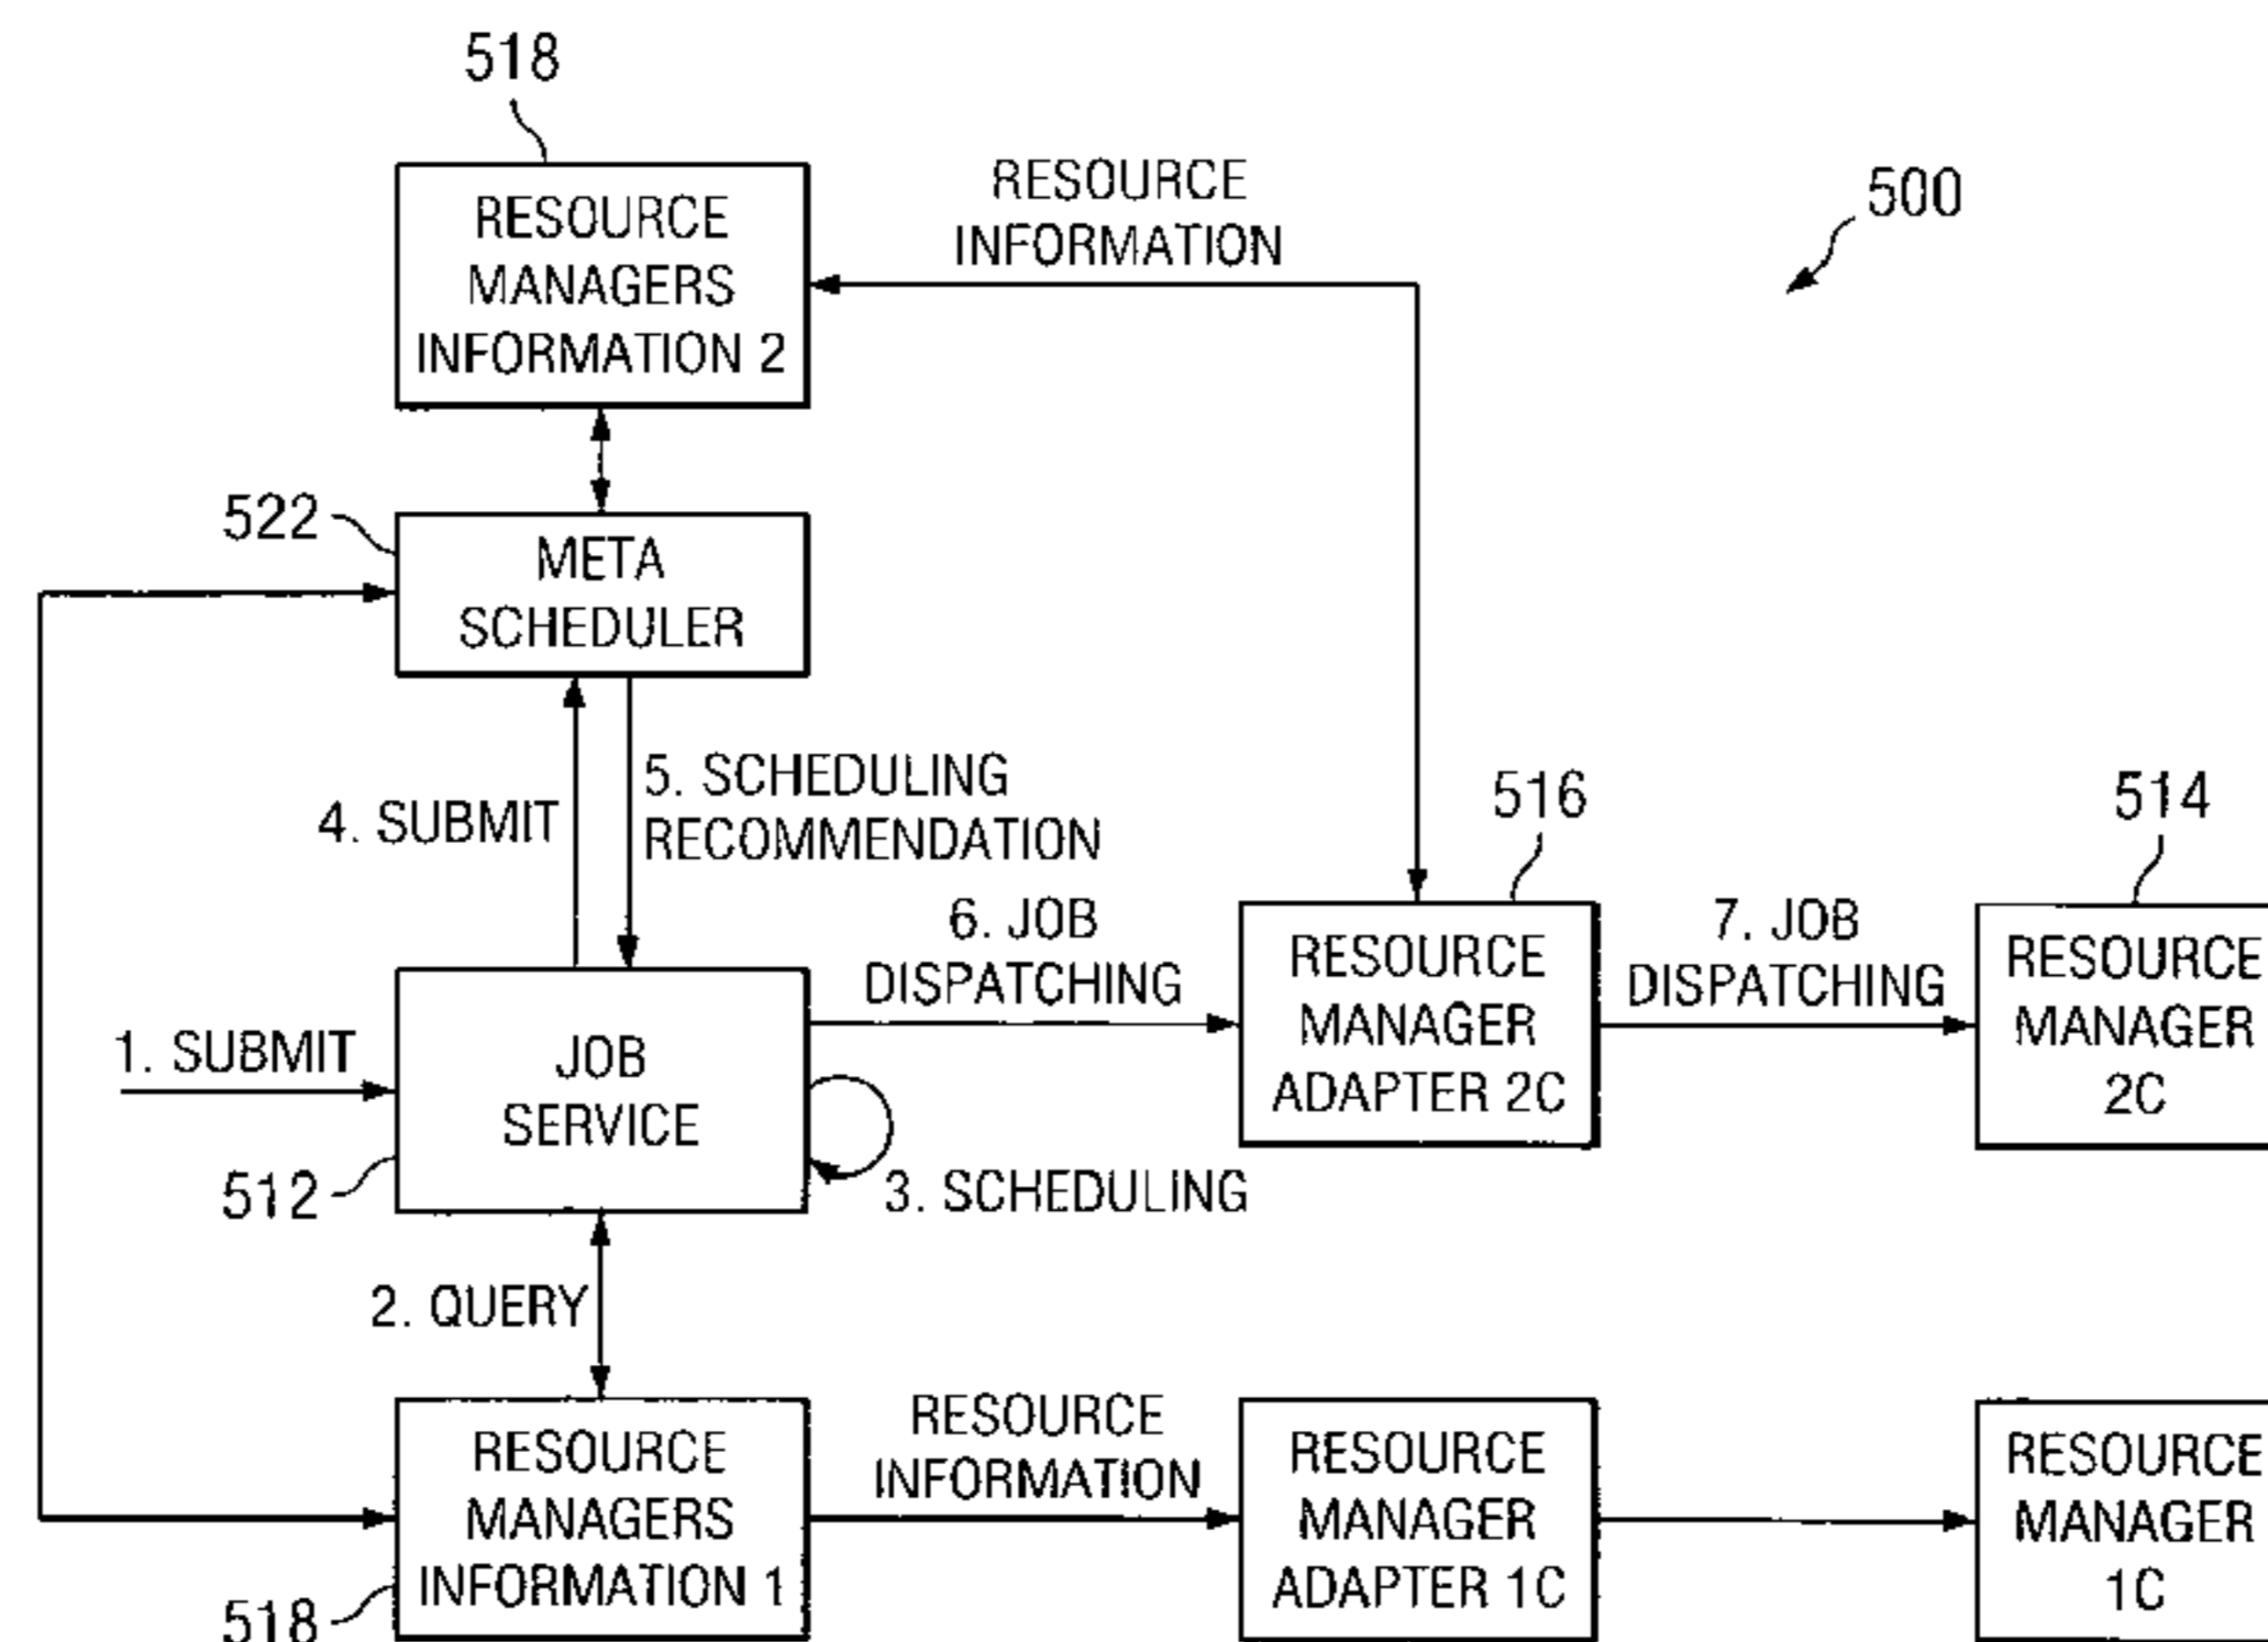 518
RESOURCE
MANAGERS
INFORMATION 2
RESOURCE
INFORMATION
500
522
META
SCHEDULER
4. SUBMIT
5. SCHEDULING
RECOMMENDATION
516
514
1. SUBMIT
JOB
SERVICE
512
6. JOB
DISPATCHING
3. SCHEDULING
RESOURCE
MANAGER
ADAPTER 2C
7. JOB
DISPATCHING
RESOURCE
MANAGER
2C
2. QUERY
RESOURCE
MANAGERS
INFORMATION 1
518
RESOURCE
INFORMATION
RESOURCE
MANAGER
ADAPTER 1C
RESOURCE
MANAGER
1C